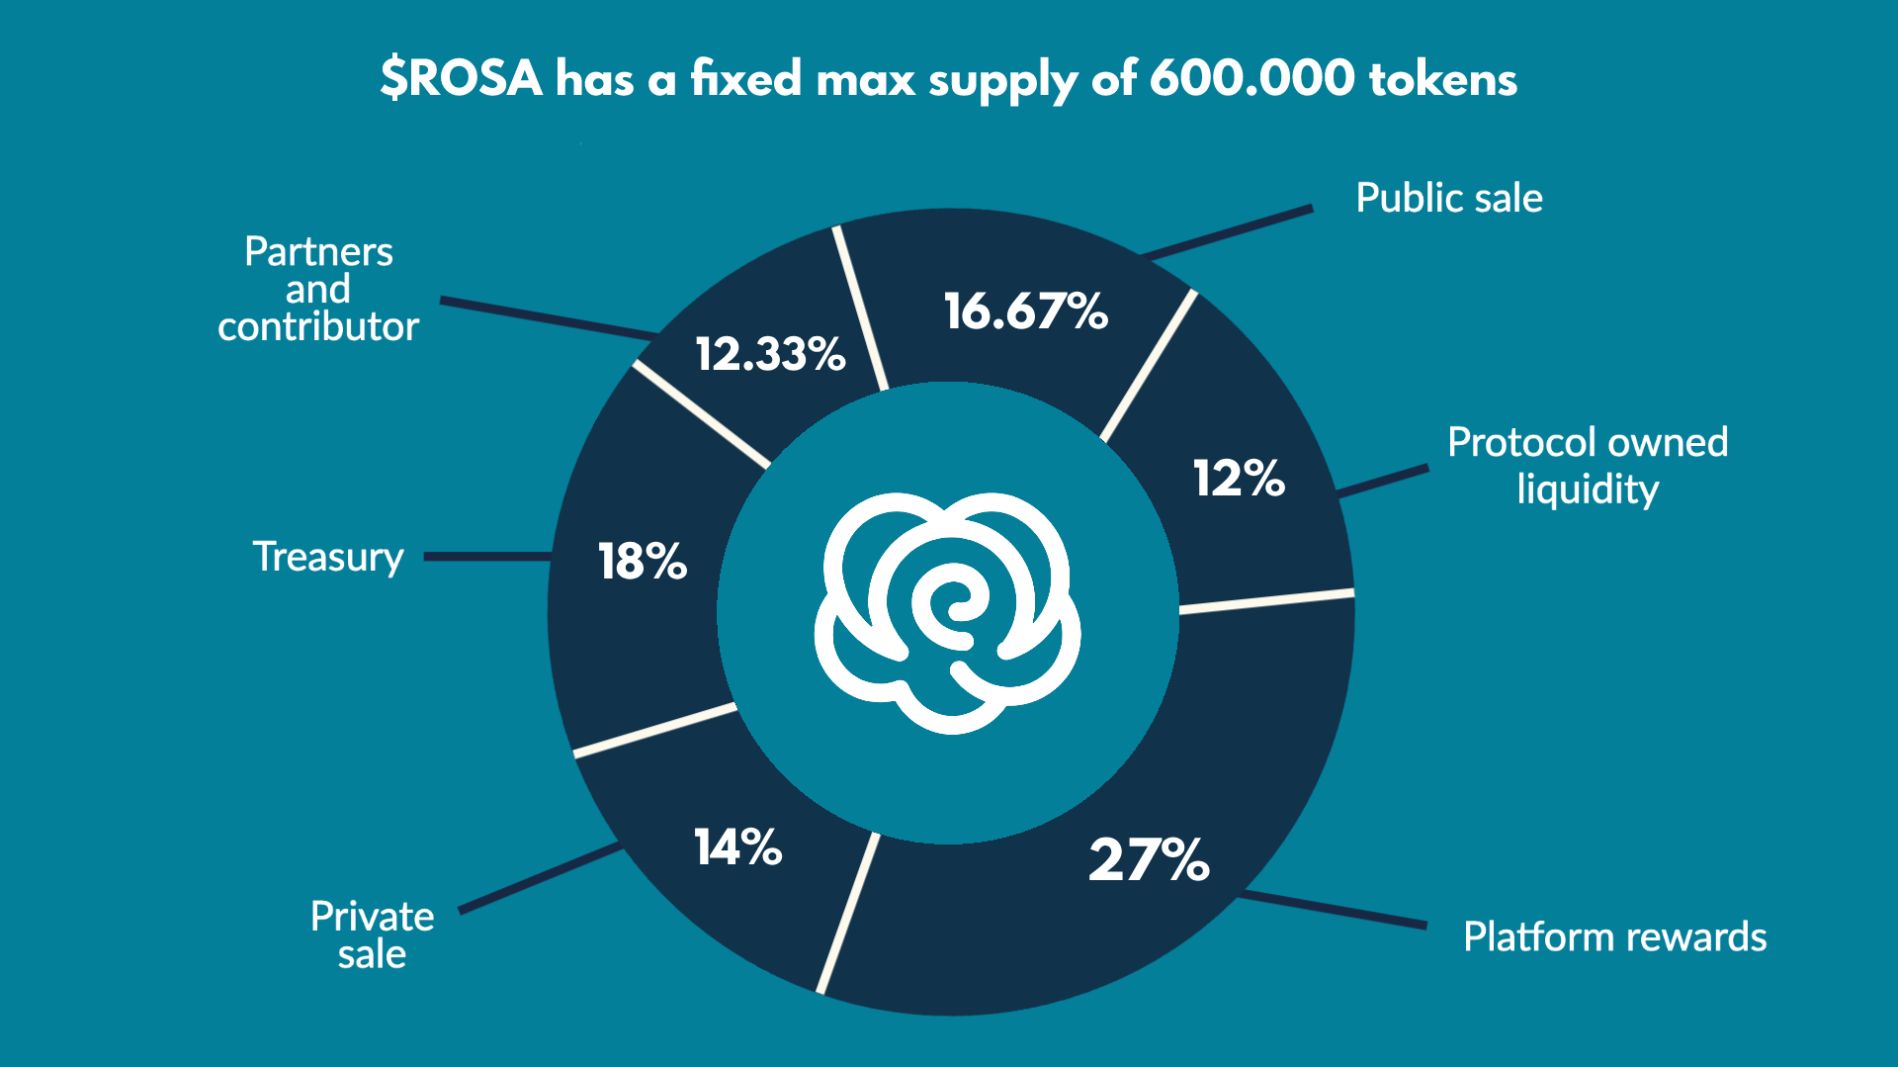 $ROSA has a fixed max supply of 600.000 tokens
Public sale
Partners
and
contributor
16.67%
12.33%
Protocol owned
liquidity
12%
Treasury
18%
14%
27%
Private
sale
Platform rewards